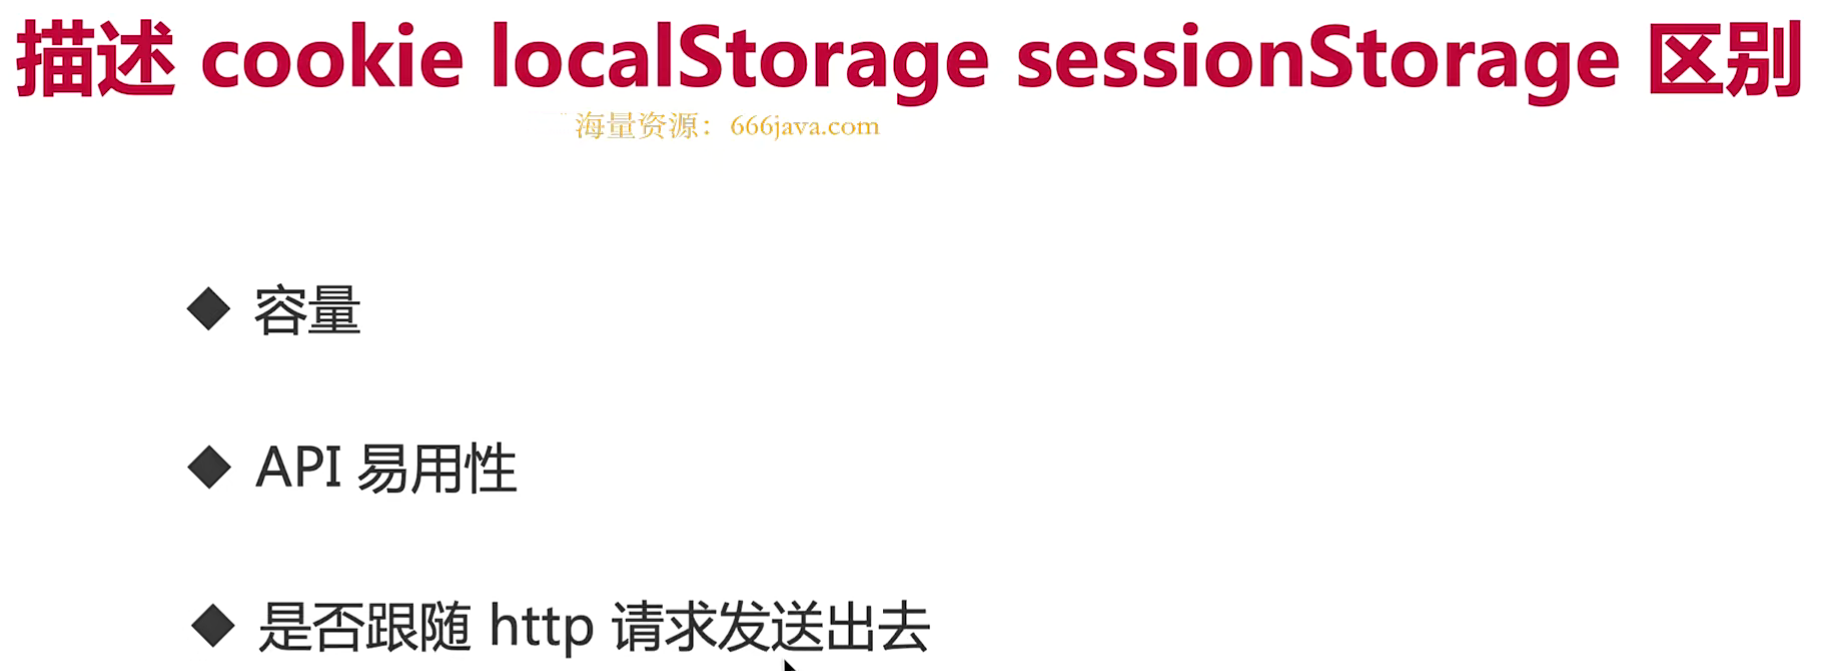 描述 cookie localStorage sessionStorage 区别
海量资源：666java.com
◆ 容量
◆ API 易用性
◆ 是否跟随 http 请求发送出去